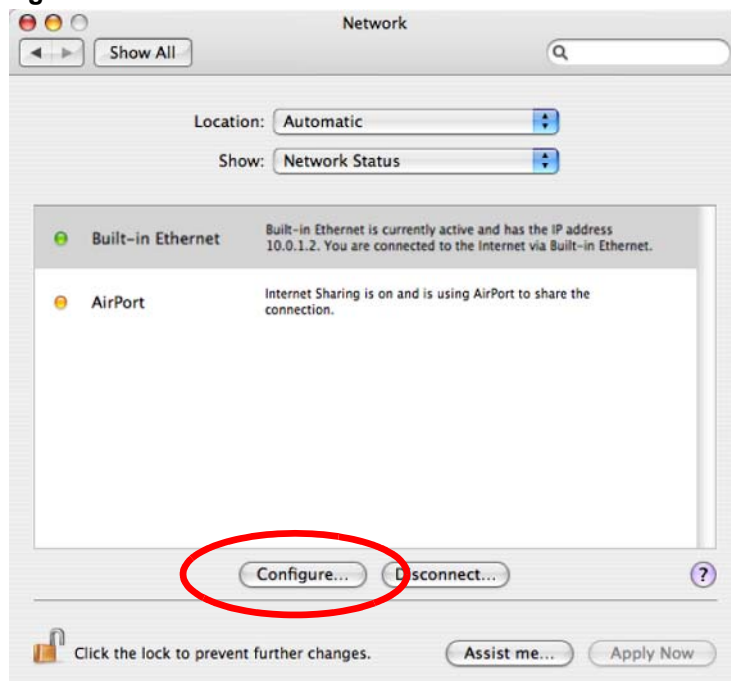 Network
Show All
Location: Automatic
Show: Network Status
Built-in Ethernet
Built-in Ethernet is currently active and has the IP address
10.0.1.2. You are connected to the Internet via Built-in Ethernet.
AirPort
Internet Sharing is on and is using AirPort to share the
connection.
Configure... Disconnect... ?
Click the lock to prevent further changes. Assist me... Apply Now